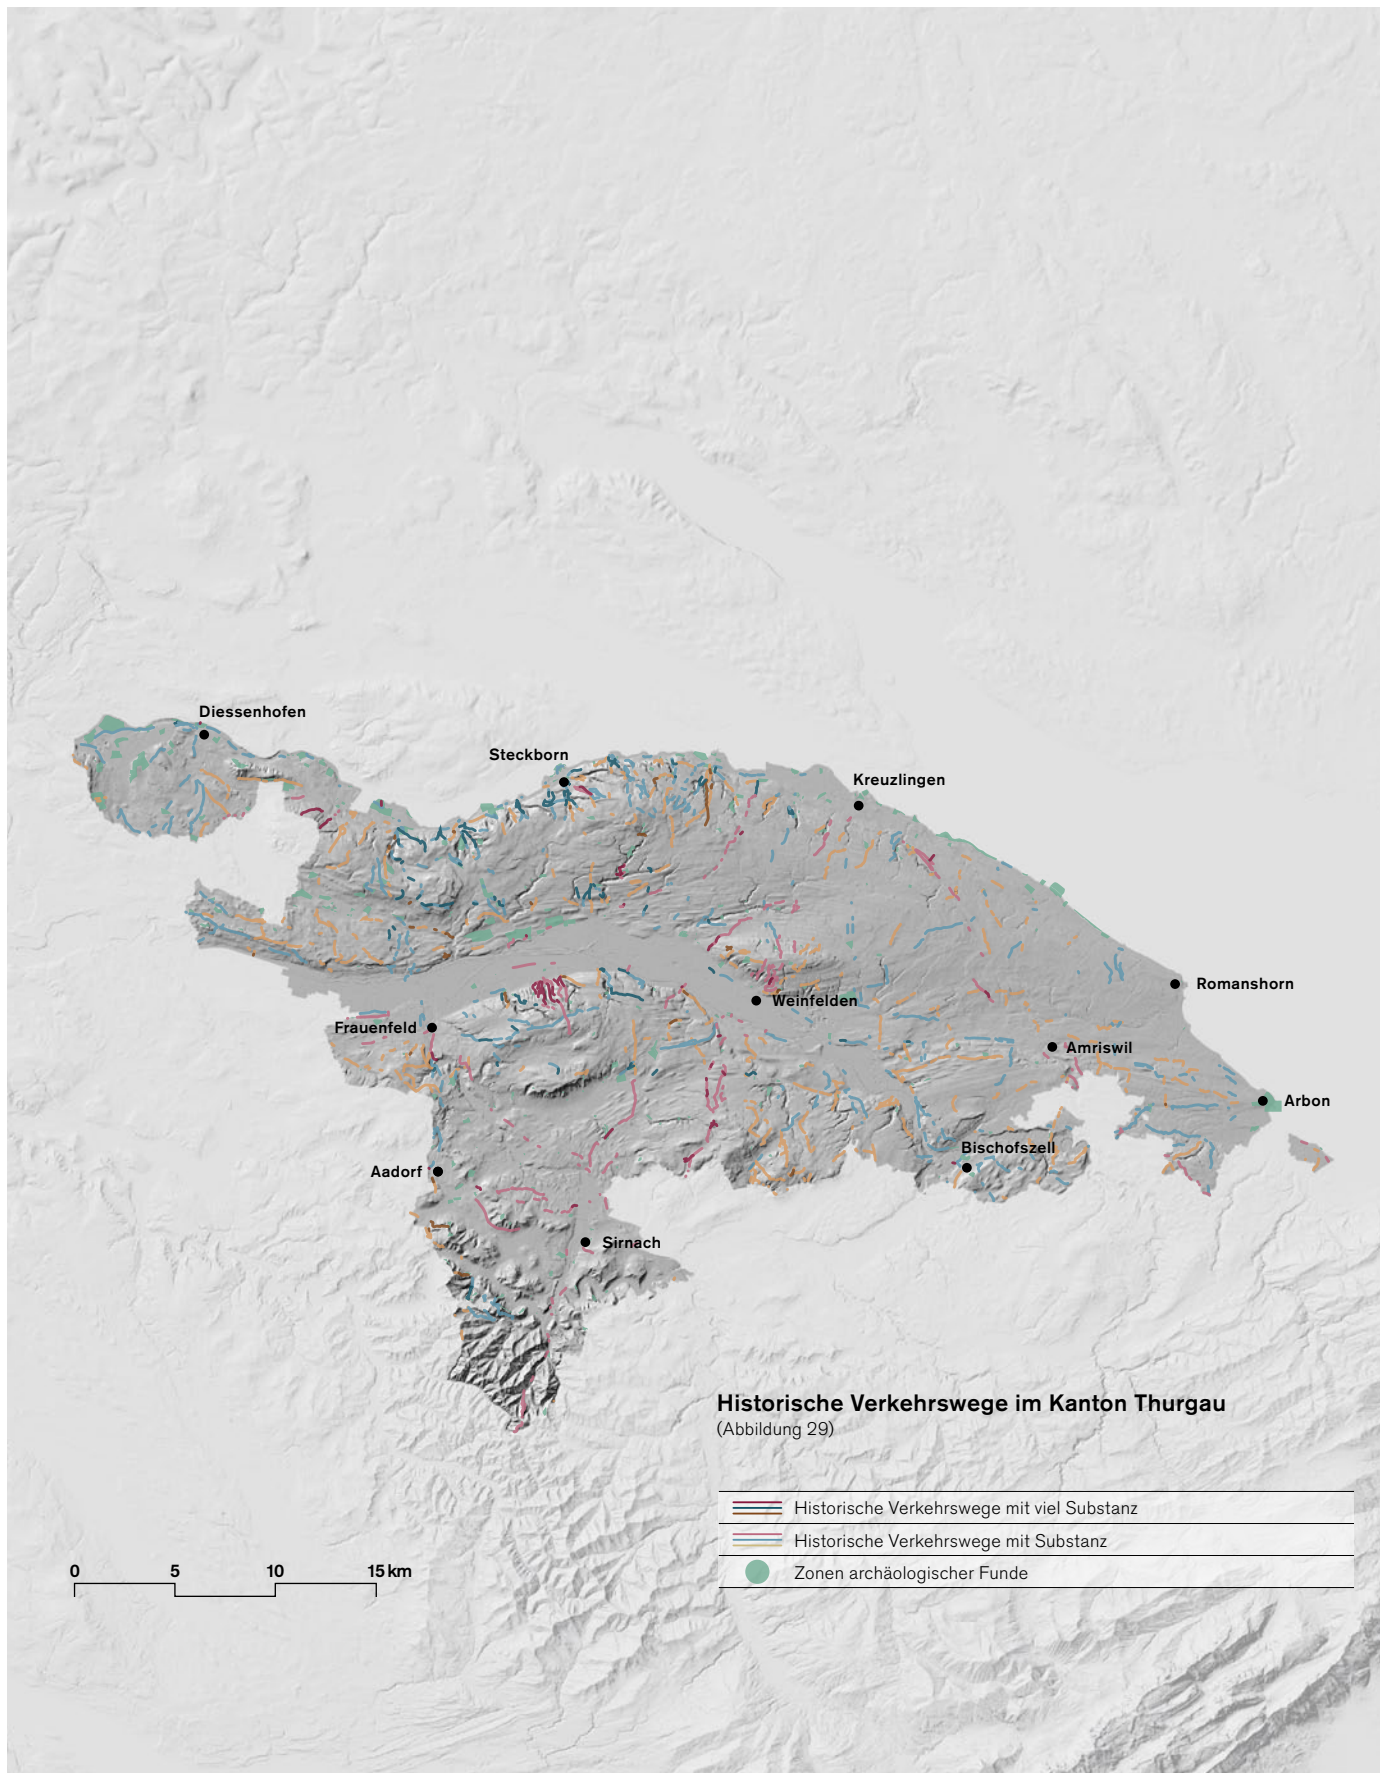 Diessenhofen
Steckborn
Kreuzlingen
Romanshorn
Weinfelden
Frauenfeld
Amriswil
Arbon
Bischofszell
Aadorf
Sirnach
Historische Verkehrswege im Kanton Thurgau
(Abbildung 29)
Historische Verkehrswege mit viel Substanz
Historische Verkehrswege mit Substanz
Zonen archäologischer Funde
0 5 10 15 km